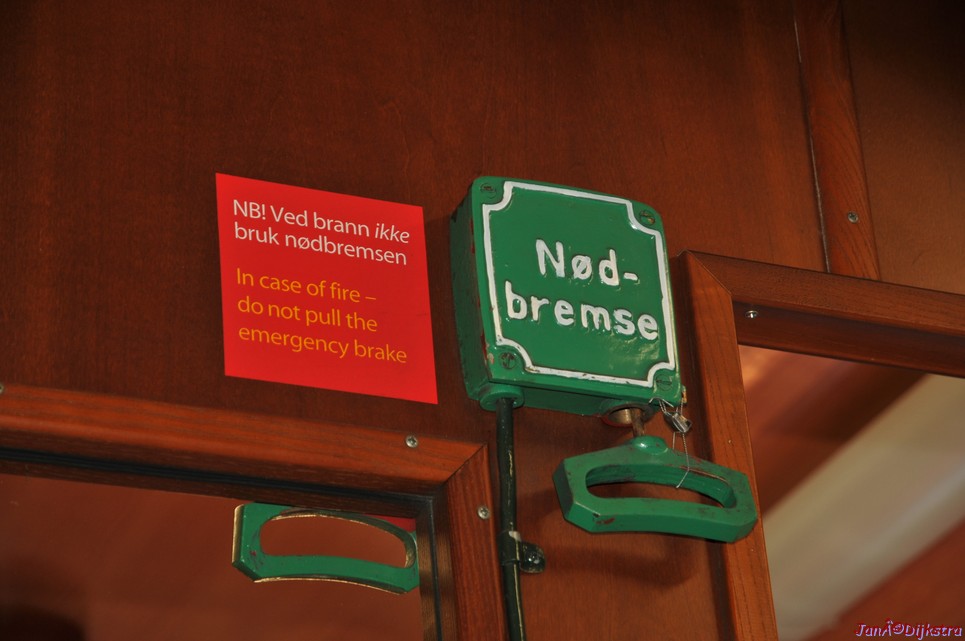 NB! Ved brann ikke
bruk nødbremsen
In case of fire –
do not pull the
emergency brake
Nød-
bremse
JanÂ©Dijkstra